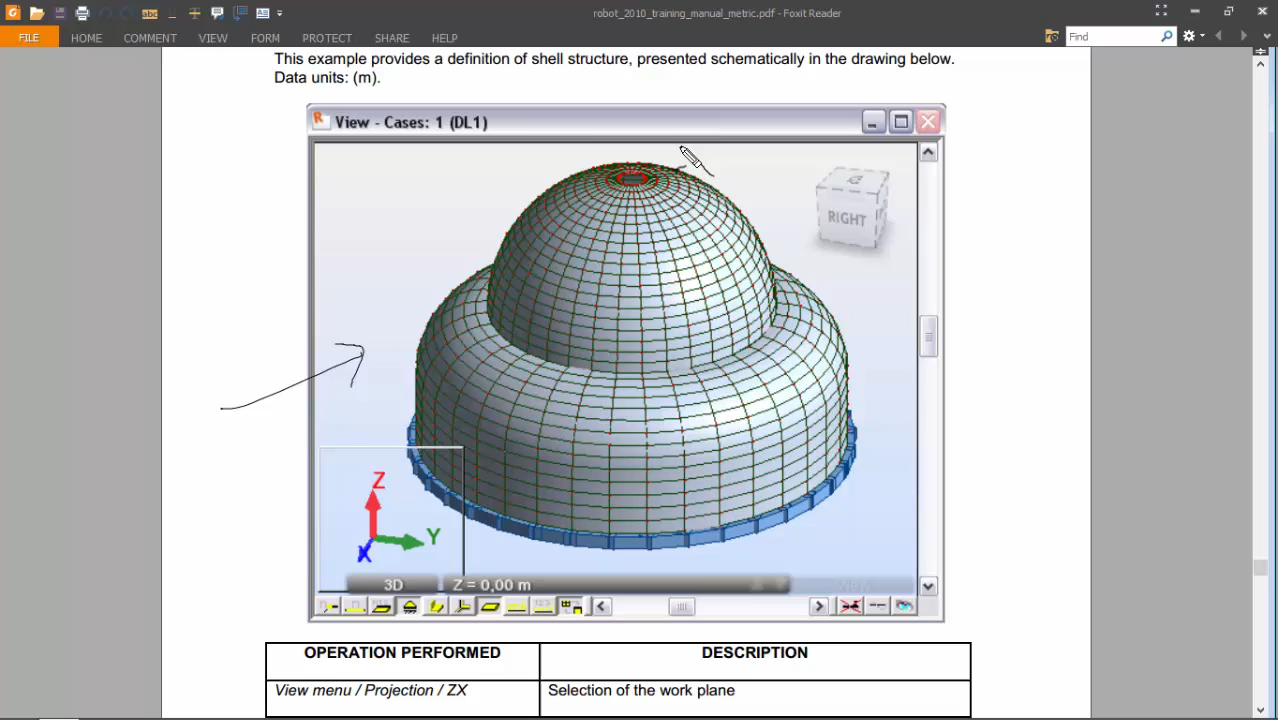 robot_2010_training_manual_metric.pdf - Foxit Reader
FILE HOME COMMENT VIEW FORM PROTECT SHARE HELP Find
This example provides a definition of shell structure, presented schematically in the drawing below.
Data units: (m).
View - Cases: 1 (DL1)
RIGHT
Z
Y
X
3D Z = 0,00 m
OPERATION PERFORMED DESCRIPTION
View menu / Projection / ZX Selection of the work plane